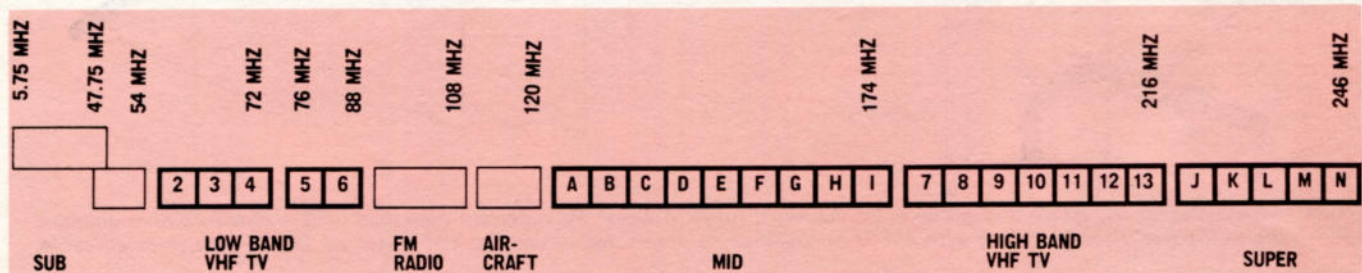 5.75 MHZ
47.75 MHZ
54 MHZ
72 MHZ
76 MHZ
88 MHZ
108 MHZ
120 MHZ
174 MHZ
216 MHZ
246 MHZ
2 3 4 5 6 A B C D E F G H I 7 8 9 10 11 12 13 J K L M N
SUB
LOW BAND
VHF TV
FM
RADIO
AIR-
CRAFT
MID
HIGH BAND
VHF TV
SUPER